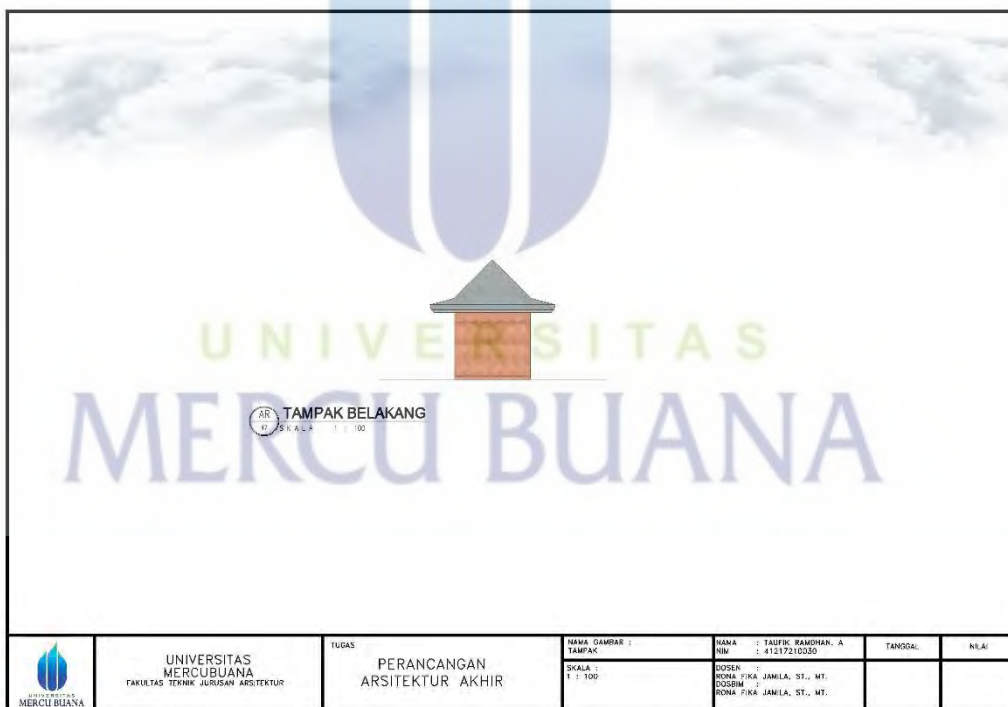 UNIVERSITAS
MERCU BUANA
AR
TAMPAK BELAKANG
SKALA 1 : 100
UNIVERSITAS
MERCU BUANA
UNIVERSITAS
MERCUBUANA
FAKULTAS TEKNIK JURUSAN ARSITEKTUR
TUGAS
PERANCANGAN
ARSITEKTUR AKHIR
NAMA GAMBAR :
TAMPAK
SKALA :
1 : 100
NAMA : TAUFIK RAMDHAN. A
NIM : 41217210030
DOSEN :
RONA FIKA JAMILA, ST., MT.
DOSBIM :
RONA FIKA JAMILA, ST., MT.
TANGGAL
NILAI